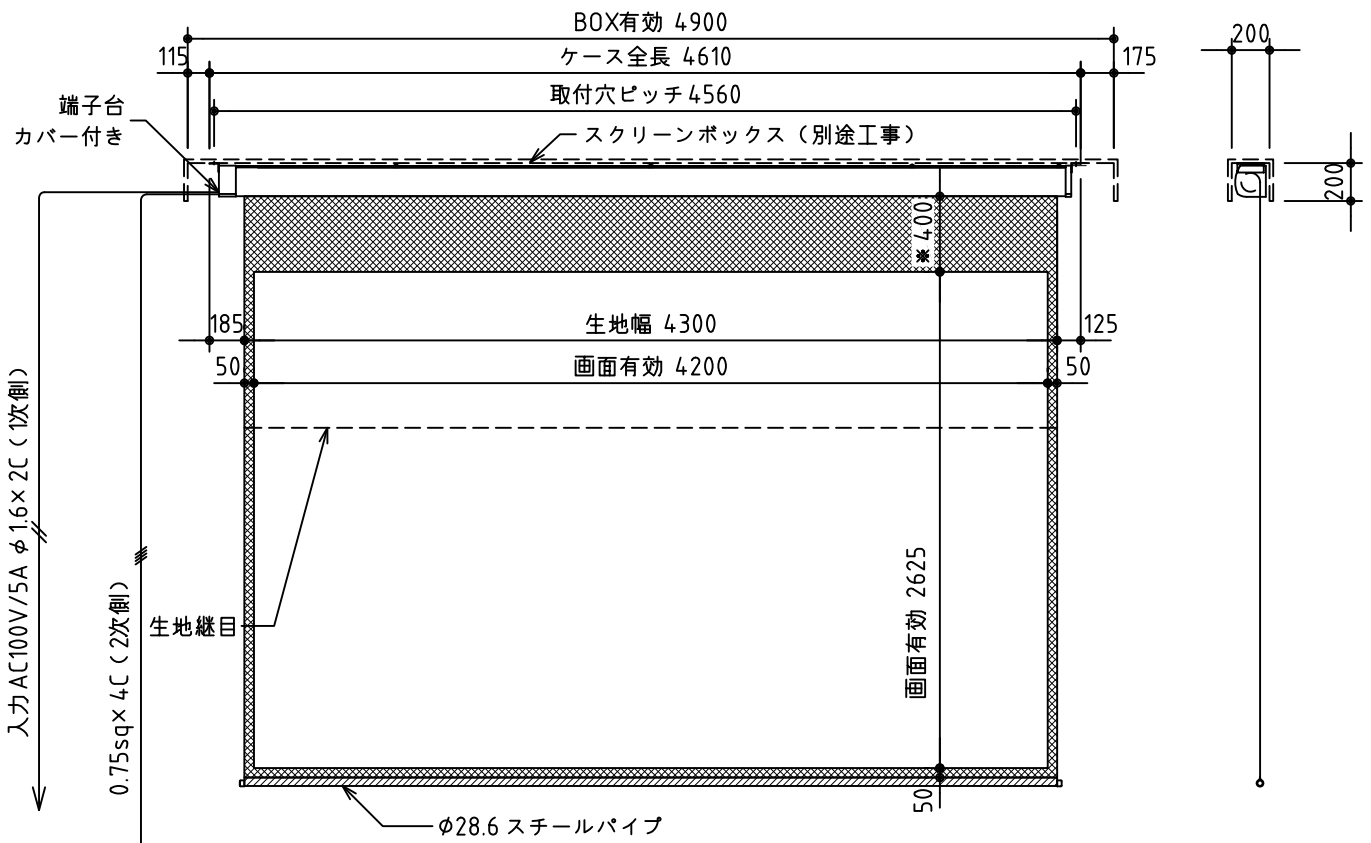 BOX有効 4900
200
115
ケース全長 4610
175
取付穴ピッチ4560
端子台
カバー付き
スクリーンボックス（別途工事）
200
※ 400
185
生地幅 4300
125
50
画面有効 4200
50
入力AC100V/5A φ1.6×2C（1次側）
0.75sq×4C（2次側）
生地継目
画面有効 2625
50
φ28.6 スチールパイプ